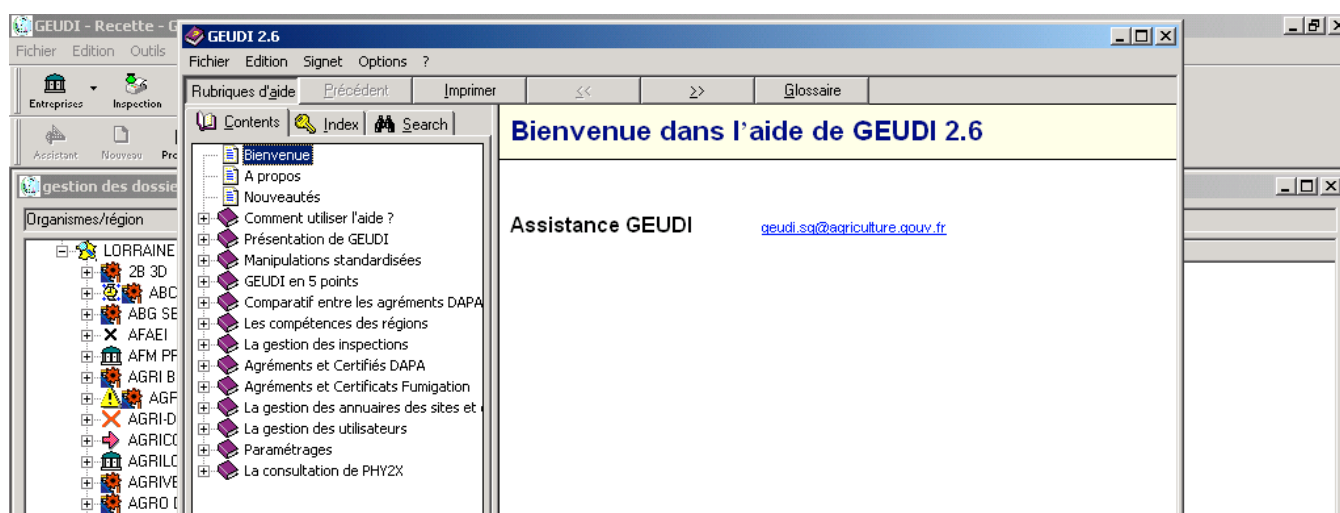 GEUDI - Recette - G
Fichier Edition Outils
Entreprises Inspection
Assistant Nouveau Pro
gestion des dossie
Organismes/région
LORRAINE
2B 3D
ABC
ABG SE
AFAEI
AFM PF
AGRI B
AGF
AGRI-D
AGRICO
AGRILO
AGRIVE
AGRO D
GEUDI 2.6
Fichier Edition Signet Options ?
Rubriques d'aide Précédent Imprimer << >> Glossaire
Contents Index Search
Bienvenue
A propos
Nouveautés
Comment utiliser l'aide ?
Présentation de GEUDI
Manipulations standardisées
GEUDI en 5 points
Comparatif entre les agréments DAPA
Les compétences des régions
La gestion des inspections
Agréments et Certifiés DAPA
Agréments et Certificats Fumigation
La gestion des annuaires des sites et
La gestion des utilisateurs
Paramétrages
La consultation de PHY2X
Bienvenue dans l'aide de GEUDI 2.6
Assistance GEUDI geudi.sq@agriculture.gouv.fr